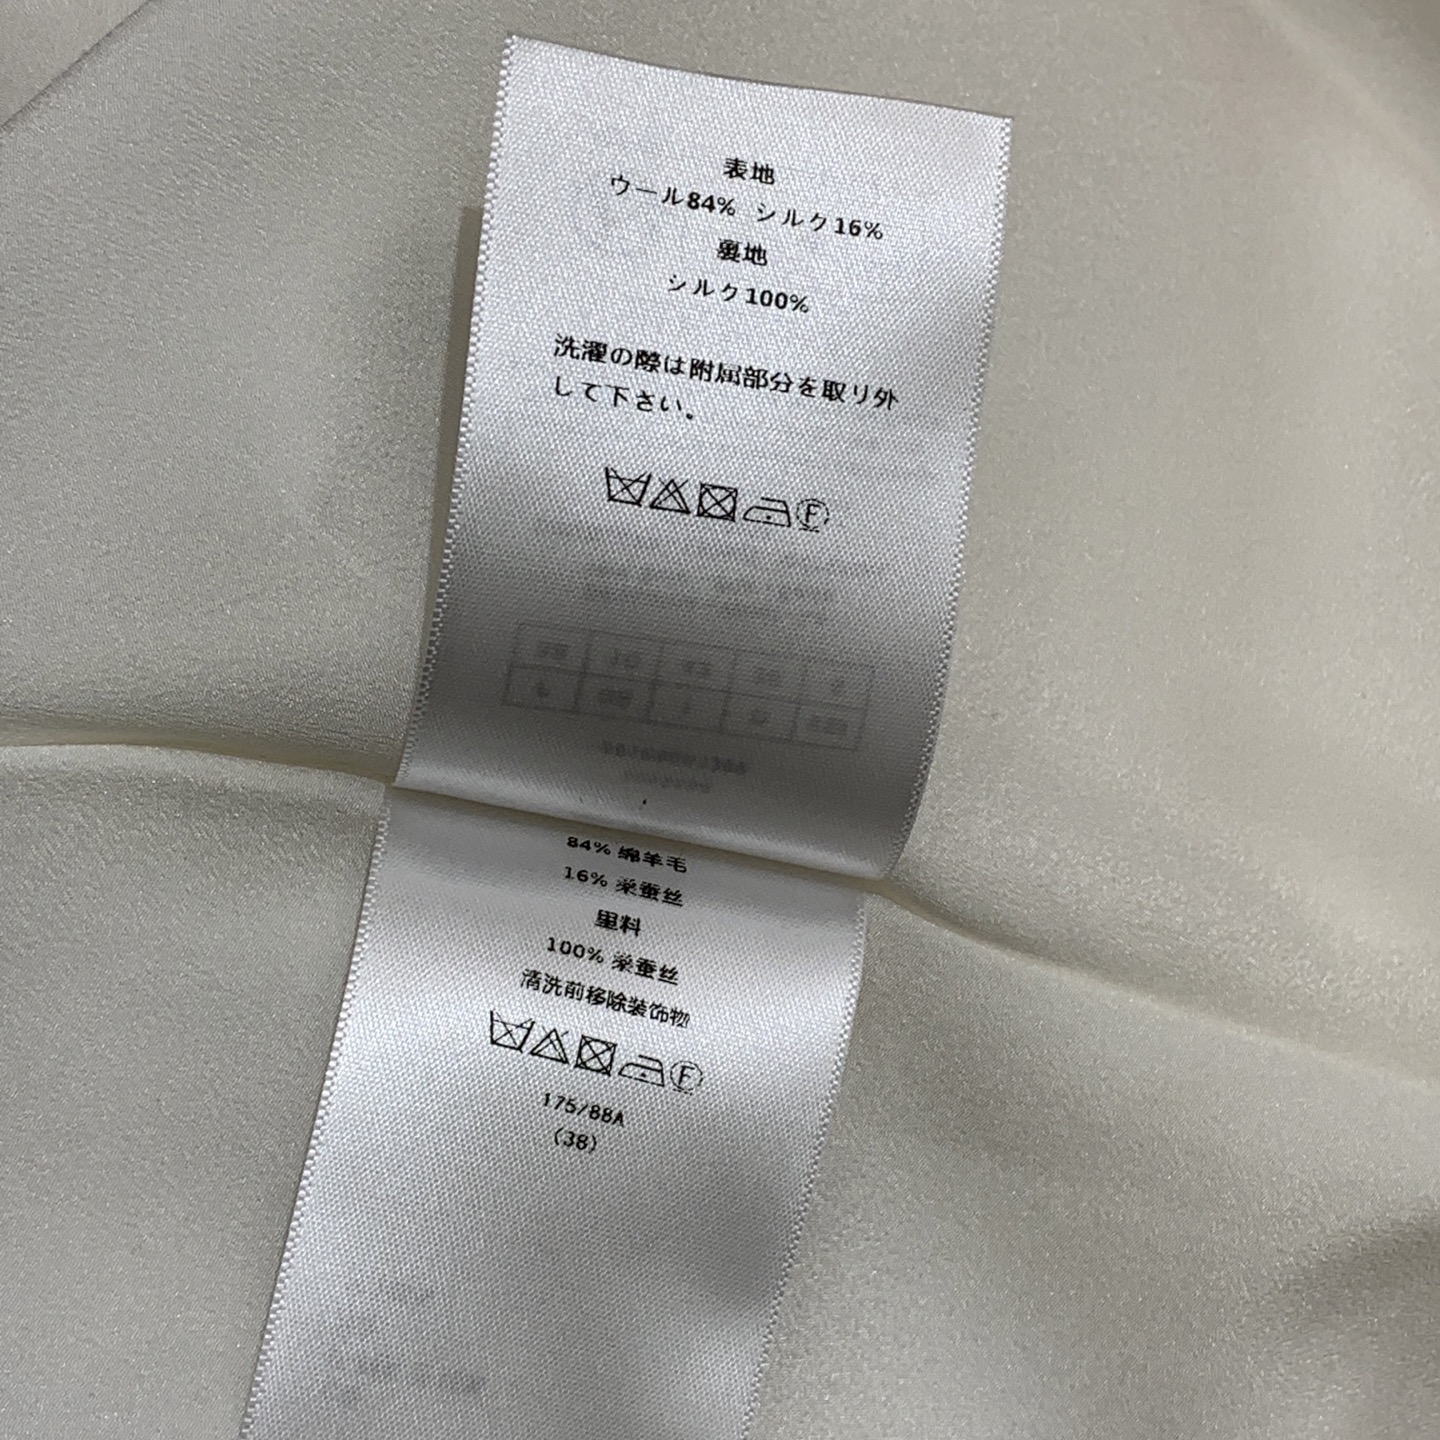 表地
ウール84% シルク16%
裏地
シルク100%
洗濯の際は附属部分を取り外
して下さい。
F
84% 绵羊毛
16% 桑蚕丝
里料
100% 桑蚕丝
清洗前移除装饰物
F
175/88A
(38)